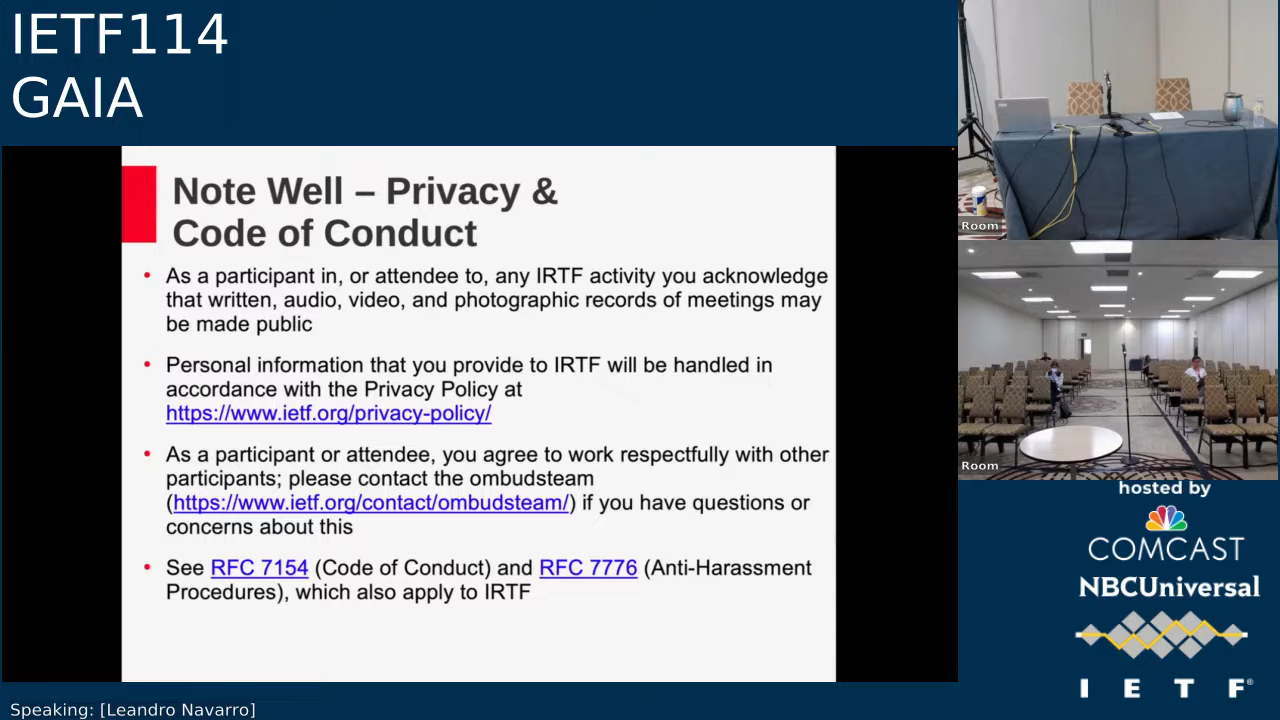 IETF114
GAIA
Note Well – Privacy &
Code of Conduct
• As a participant in, or attendee to, any IRTF activity you acknowledge
that written, audio, video, and photographic records of meetings may
be made public
• Personal information that you provide to IRTF will be handled in
accordance with the Privacy Policy at
https://www.ietf.org/privacy-policy/
• As a participant or attendee, you agree to work respectfully with other
participants; please contact the ombudsteam
(https://www.ietf.org/contact/ombudsteam/) if you have questions or
concerns about this
• See RFC 7154 (Code of Conduct) and RFC 7776 (Anti-Harassment
Procedures), which also apply to IRTF
Room
Room
hosted by
COMCAST
NBCUniversal
I E T F®
Speaking: [Leandro Navarro]